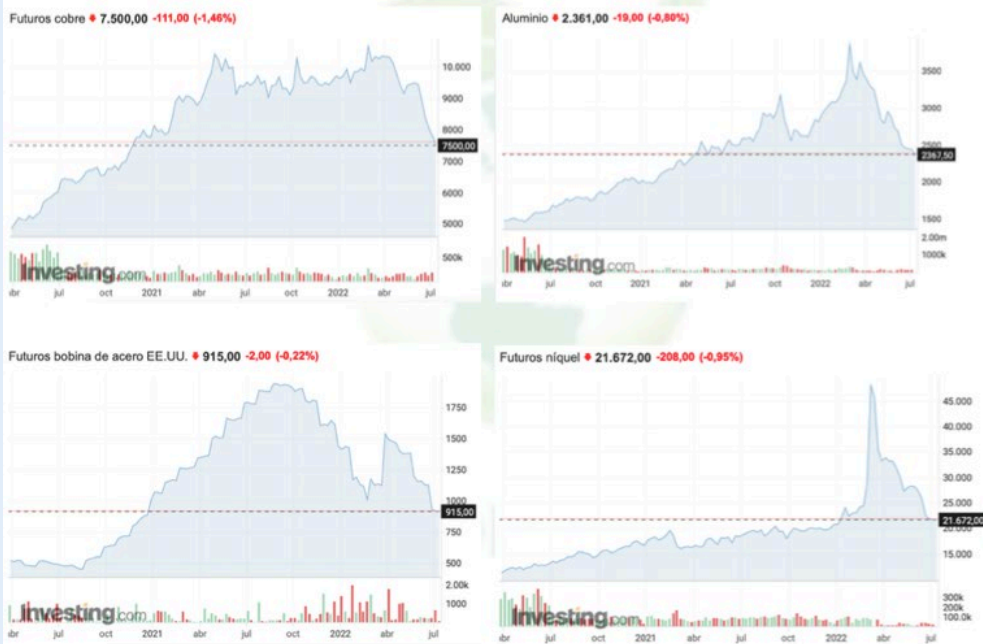 Futuros cobre 7.500,00 -111,00 (-1,46%)
10.000
9000
8000
7500,00
7000
6000
5000
500k
Investing.com
abr jul oct 2021 abr jul oct 2022 abr jul
Aluminio 2.361,00 -19,00 (-0,80%)
3500
3000
2500
2367,50
2000
1500
2.00m
1000k
Investing.com
abr jul oct 2021 abr jul oct 2022 abr jul
Futuros bobina de acero EE.UU. 915,00 -2,00 (-0,22%)
1750
1500
1250
1000
915,00
750
500
2.00k
1000
Investing.com
abr jul oct 2021 abr jul oct 2022 abr jul
Futuros níquel 21.672,00 -208,00 (-0,95%)
45.000
40.000
35.000
30.000
25.000
21.672,00
20.000
15.000
300k
200k
100.0k
Investing.com
abr jul oct 2021 abr jul oct 2022 abr jul